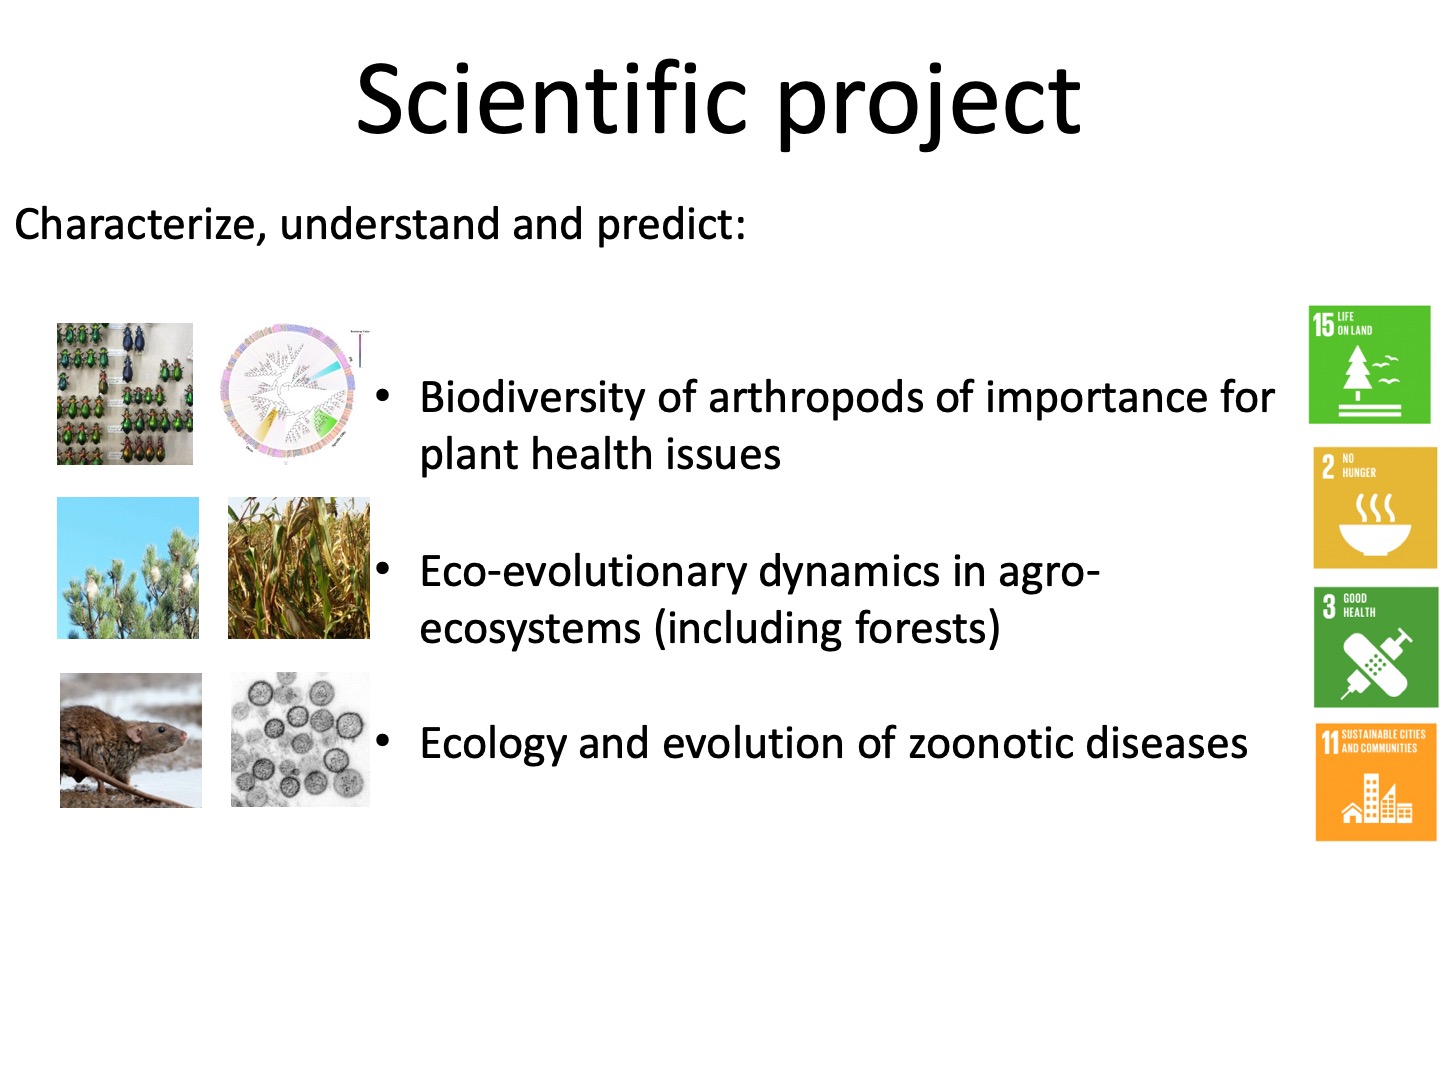 Scientific project
Characterize, understand and predict:
• Biodiversity of arthropods of importance for
plant health issues
• Eco-evolutionary dynamics in agro-
ecosystems (including forests)
• Ecology and evolution of zoonotic diseases
15 LIFE
ON LAND
2 NO
HUNGER
3 GOOD
HEALTH
11 SUSTAINABLE CITIES
AND COMMUNITIES